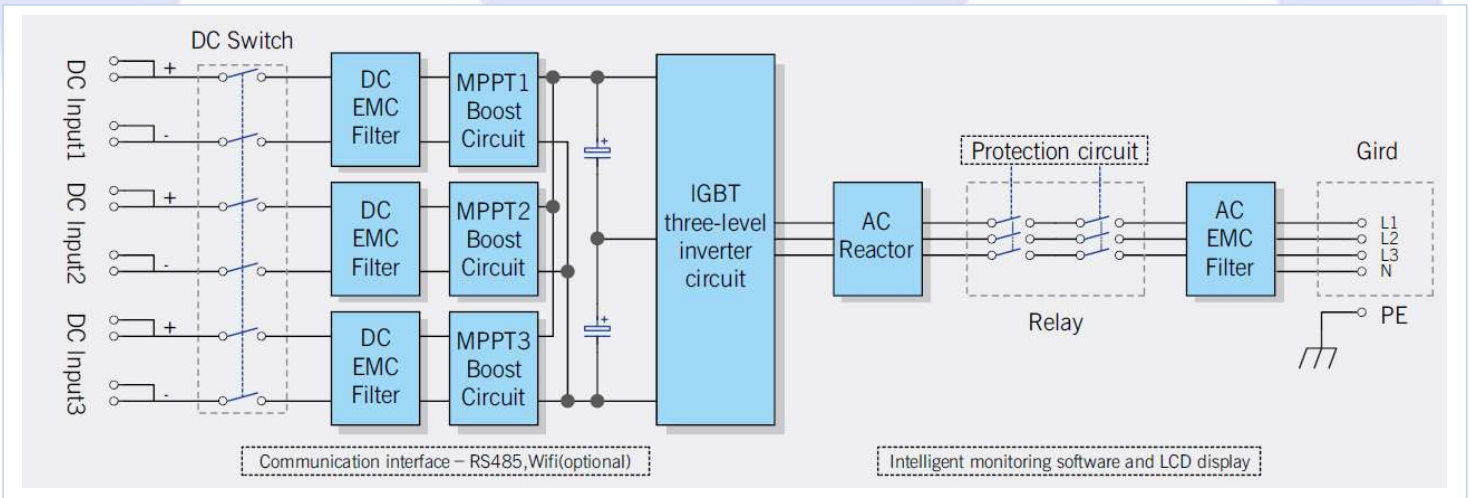 DC Switch
DC Input1
+
-
DC Input2
+
-
DC Input3
+
-
DC
EMC
Filter
MPPT1
Boost
Circuit
DC
EMC
Filter
MPPT2
Boost
Circuit
DC
EMC
Filter
MPPT3
Boost
Circuit
+
+
IGBT
three-level
inverter
circuit
AC
Reactor
Protection circuit
Relay
AC
EMC
Filter
Gird
L1
L2
L3
N
PE
Communication interface – RS485,Wifi(optional)
Intelligent monitoring software and LCD display